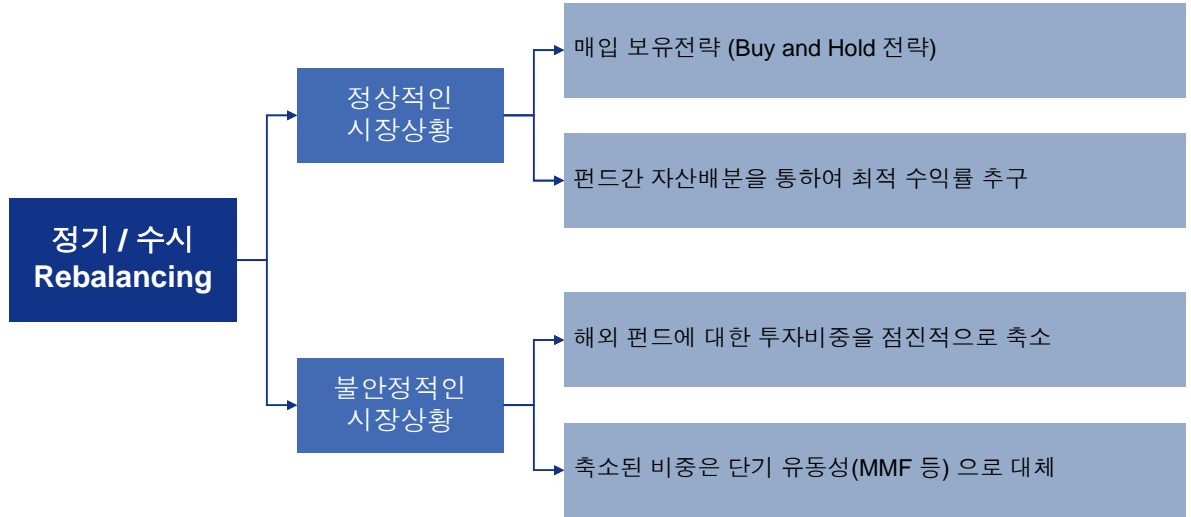 정기 / 수시
Rebalancing
정상적인
시장상황
매입 보유전략 (Buy and Hold 전략)
펀드간 자산배분을 통하여 최적 수익률 추구
불안정적인
시장상황
해외 펀드에 대한 투자비중을 점진적으로 축소
축소된 비중은 단기 유동성(MMF 등) 으로 대체